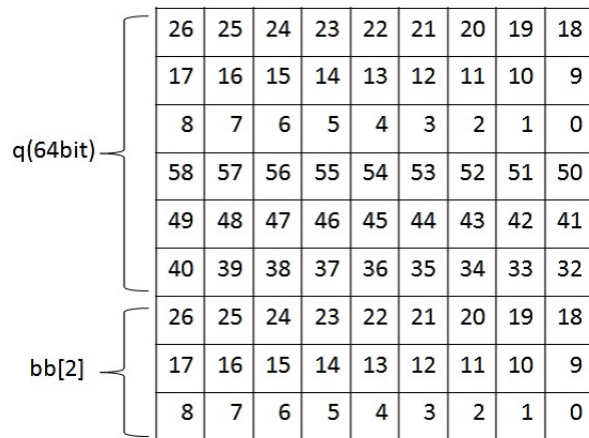 26 25 24 23 22 21 20 19 18
17 16 15 14 13 12 11 10 9
8 7 6 5 4 3 2 1 0
q(64bit)
58 57 56 55 54 53 52 51 50
49 48 47 46 45 44 43 42 41
40 39 38 37 36 35 34 33 32
26 25 24 23 22 21 20 19 18
bb[2]
17 16 15 14 13 12 11 10 9
8 7 6 5 4 3 2 1 0